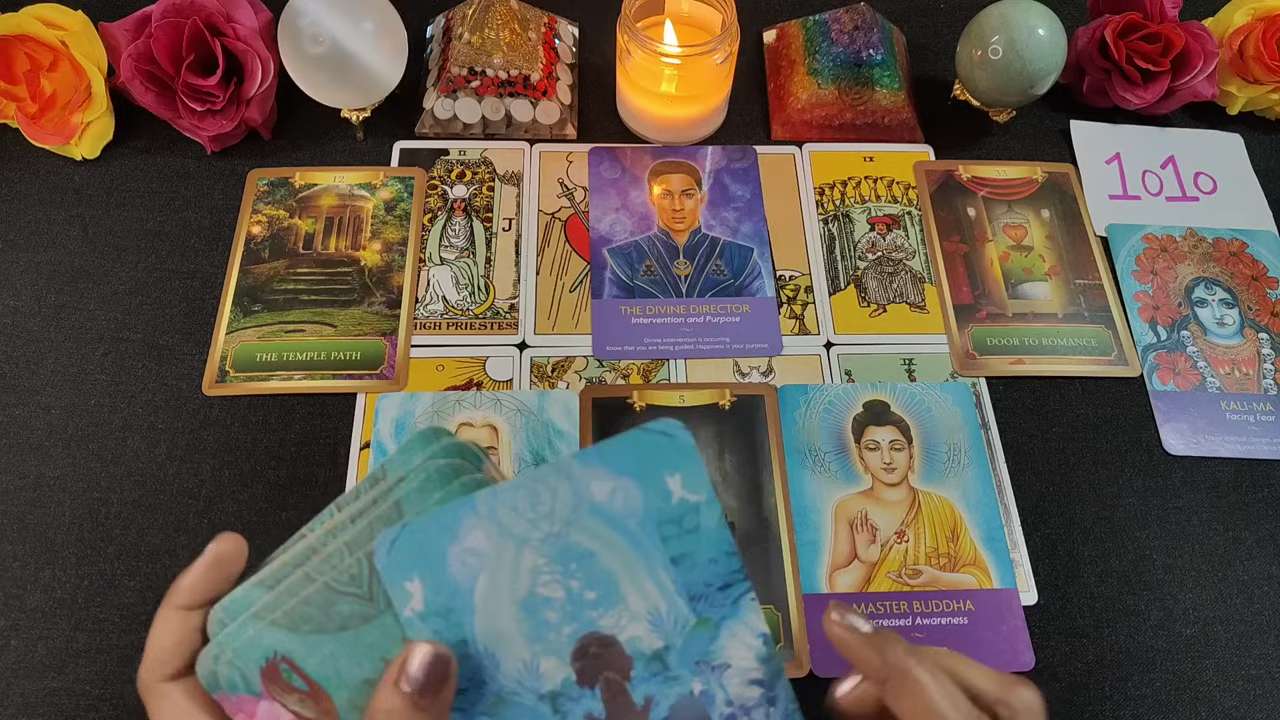 12
THE TEMPLE PATH
II
J
HIGH PRIESTESS
THE DIVINE DIRECTOR
Intervention and Purpose
Divine intervention is occurring.
Know that you are being guided. Happiness is your purpose.
IX
33
DOOR TO ROMANCE
1010
KALI-MA
Facing Fear
5
IX
MASTER BUDDHA
ncreased Awareness